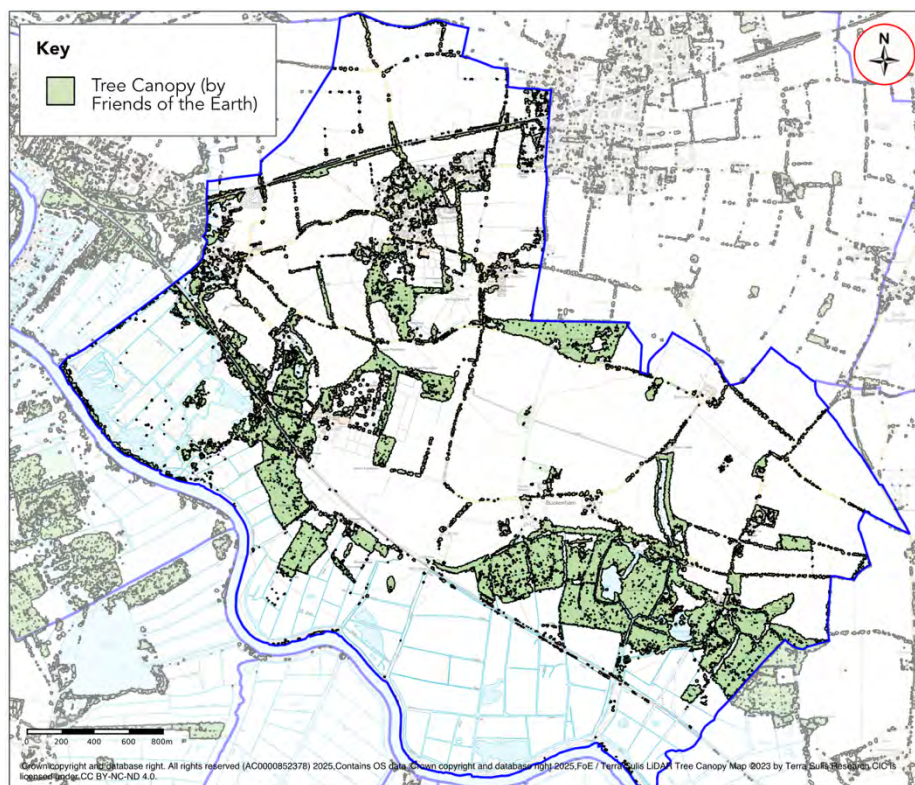 Key
Tree Canopy (by
Friends of the Earth)
N
Buckenham
0 200 400 600 800m
©Crown copyright and database right. All rights reserved (AC0000852378) 2025,Contains OS data ©Crown copyright and database right 2025,FoE / Terra Sulis LiDAR Tree Canopy Map 2023 by Terra Sulis Research CIC is
licensed under CC BY-NC-ND 4.0.